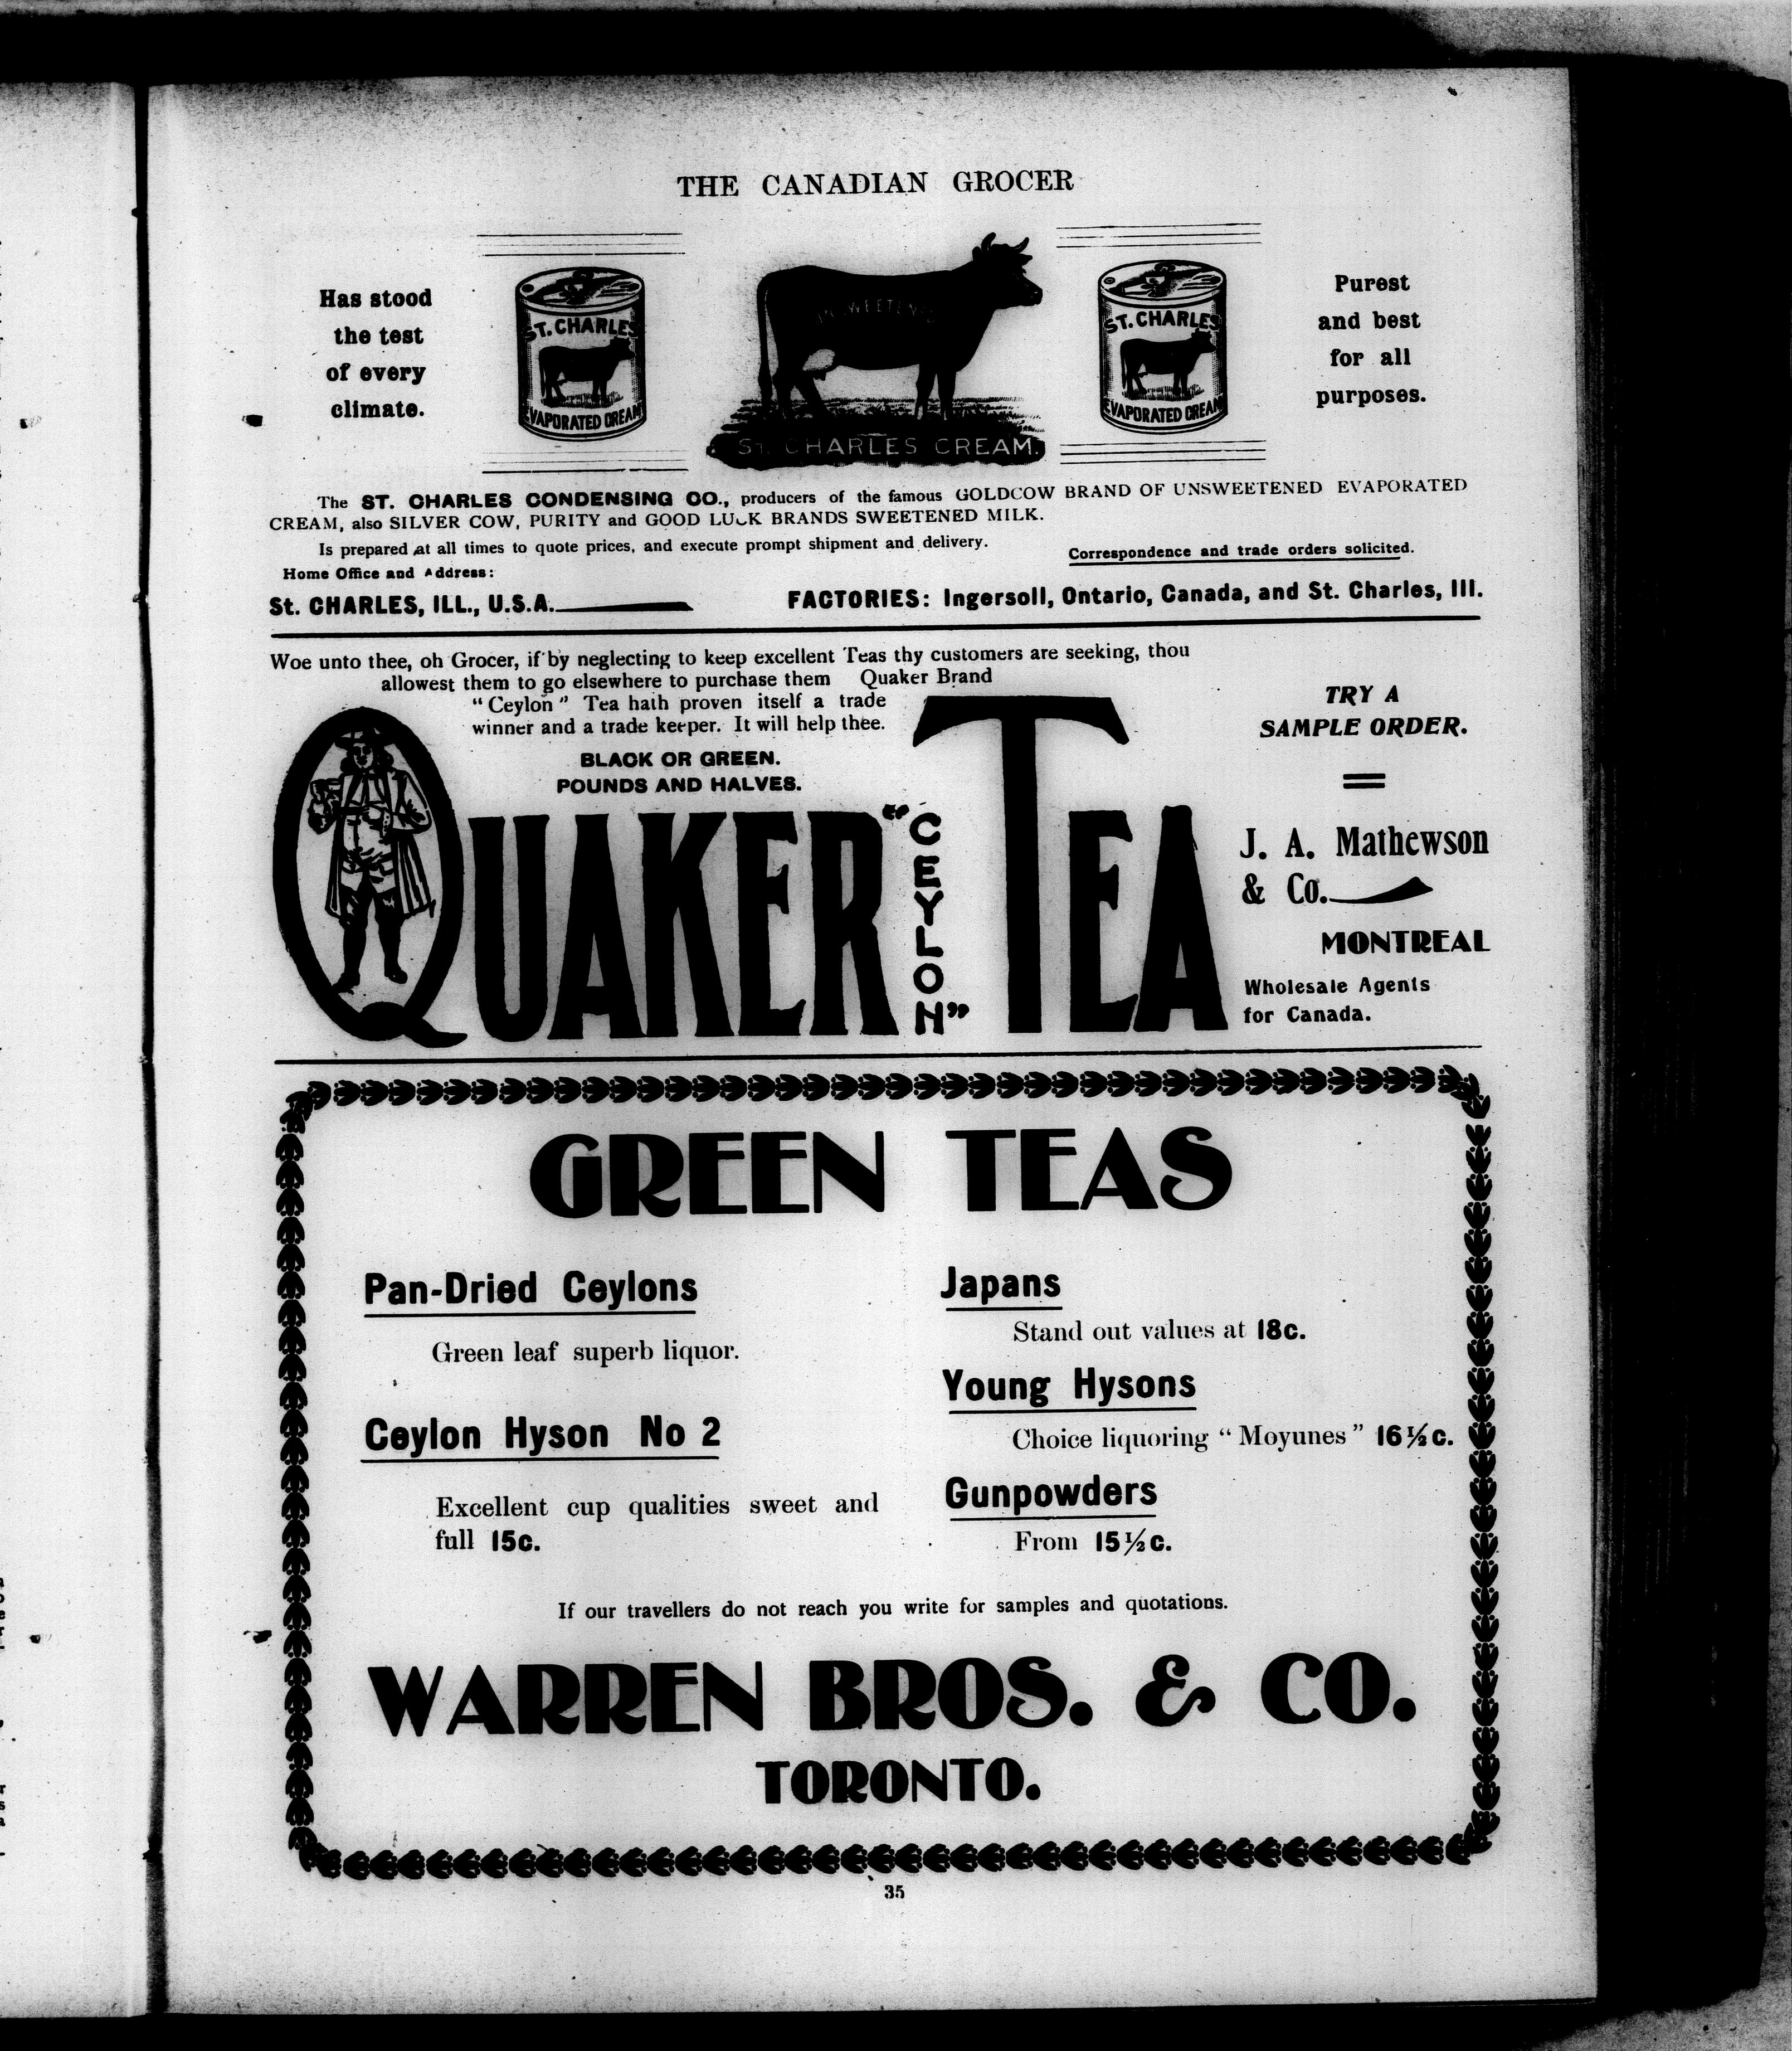 THE CANADIAN GROCER
Has stood
the test
of every
climate.
ST. CHARLES
EVAPORATED CREAM
UNSWEETENED
ST. CHARLES CREAM.
ST. CHARLES
EVAPORATED CREAM
Purest
and best
for all
purposes.
The ST. CHARLES CONDENSING CO., producers of the famous GOLDCOW BRAND OF UNSWEETENED EVAPORATED
CREAM, also SILVER COW, PURITY and GOOD LUCK BRANDS SWEETENED MILK.
Is prepared at all times to quote prices, and execute prompt shipment and delivery.
Correspondence and trade orders solicited.
Home Office and Address:
St. CHARLES, ILL., U.S.A.
FACTORIES: Ingersoll, Ontario, Canada, and St. Charles, Ill.
Woe unto thee, oh Grocer, if by neglecting to keep excellent Teas thy customers are seeking, thou
allowest them to go elsewhere to purchase them Quaker Brand
"Ceylon" Tea hath proven itself a trade
winner and a trade keeper. It will help thee.
BLACK OR GREEN.
POUNDS AND HALVES.
QUAKER "CEYLON" TEA
TRY A
SAMPLE ORDER.
J. A. Mathewson
& Co.
MONTREAL
Wholesale Agents
for Canada.
GREEN TEAS
Pan-Dried Ceylons
Green leaf superb liquor.
Ceylon Hyson No 2
Excellent cup qualities sweet and
full 15c.
Japans
Stand out values at 18c.
Young Hysons
Choice liquoring "Moyunes" 16½c.
Gunpowders
From 15½c.
If our travellers do not reach you write for samples and quotations.
WARREN BROS. & CO.
TORONTO.
35